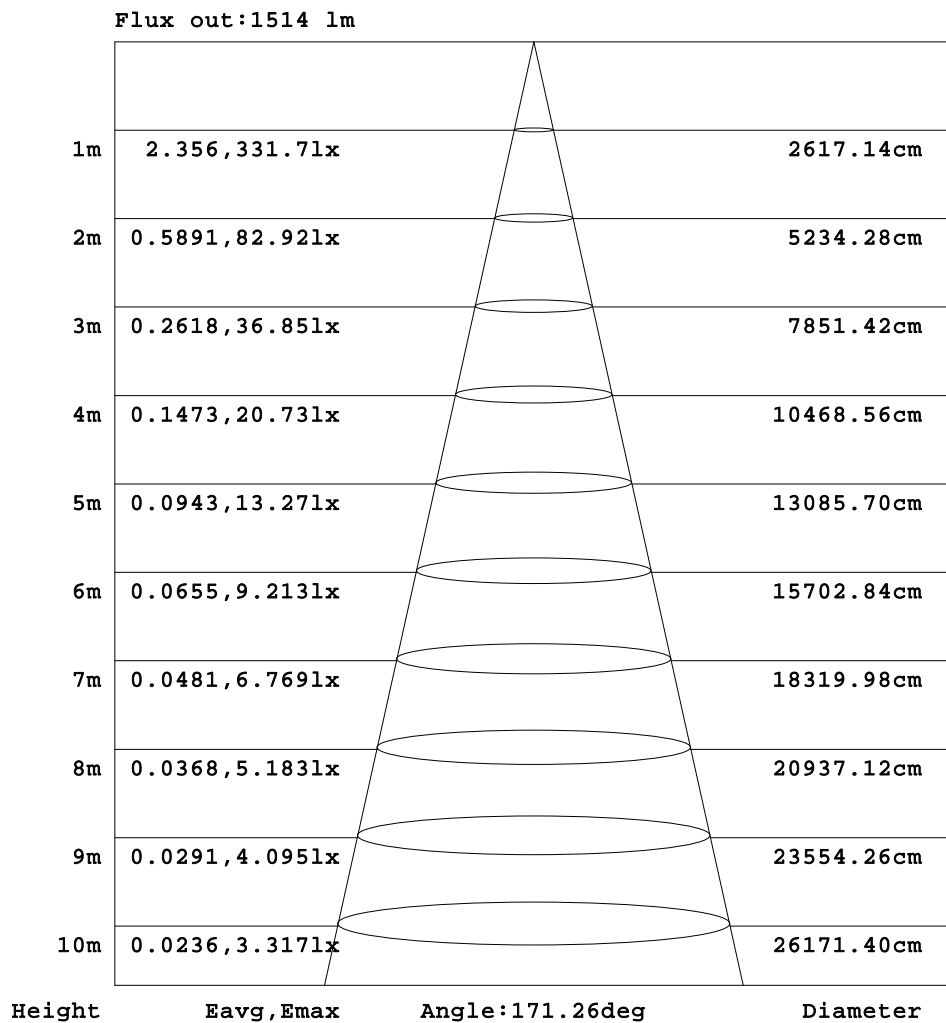 Flux out:1514 lm
1m 2.356,331.7lx 2617.14cm
2m 0.5891,82.92lx 5234.28cm
3m 0.2618,36.85lx 7851.42cm
4m 0.1473,20.73lx 10468.56cm
5m 0.0943,13.27lx 13085.70cm
6m 0.0655,9.213lx 15702.84cm
7m 0.0481,6.769lx 18319.98cm
8m 0.0368,5.183lx 20937.12cm
9m 0.0291,4.095lx 23554.26cm
10m 0.0236,3.317lx 26171.40cm
Height Eavg,Emax Angle:171.26deg Diameter